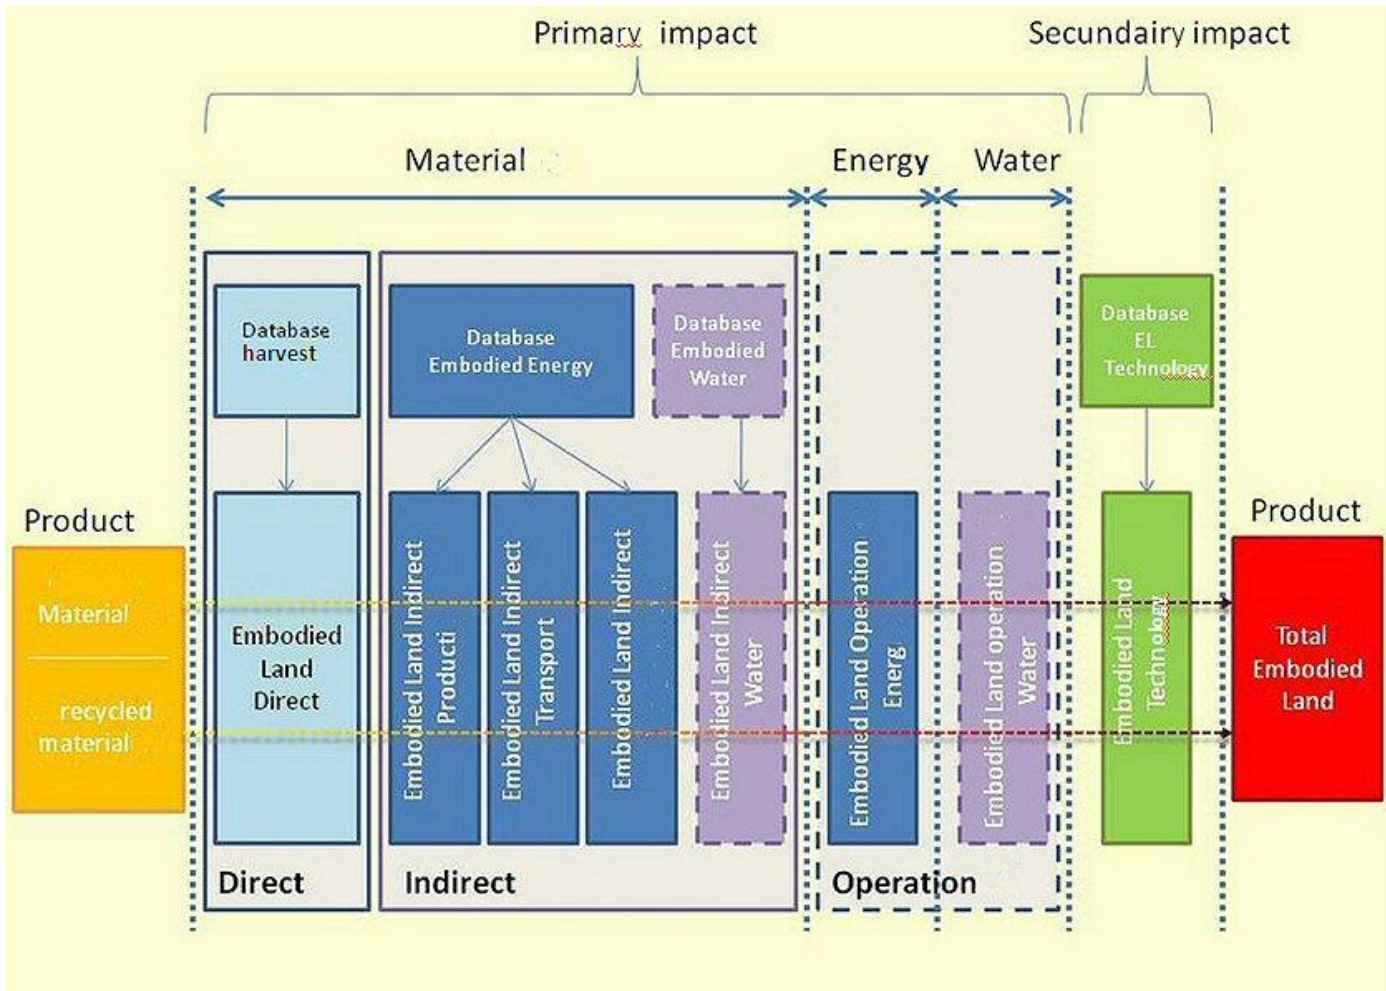 Primary impact
Secundairy impact
Material
Energy
Water
Database
harvest
Database
Embodied Energy
Database
Embodied
Water
Database
EL
Technology
Product
Material
recycled
material
Embodied
Land
Direct
Embodied Land Indirect
Producti
Embodied Land Indirect
Transport
Embodied Land Indirect
Embodied Land Indirect
Water
Embodied Land Operation
Energ
Embodied Land operation
Water
Embodied Land
Technology
Product
Total
Embodied
Land
Direct
Indirect
Operation